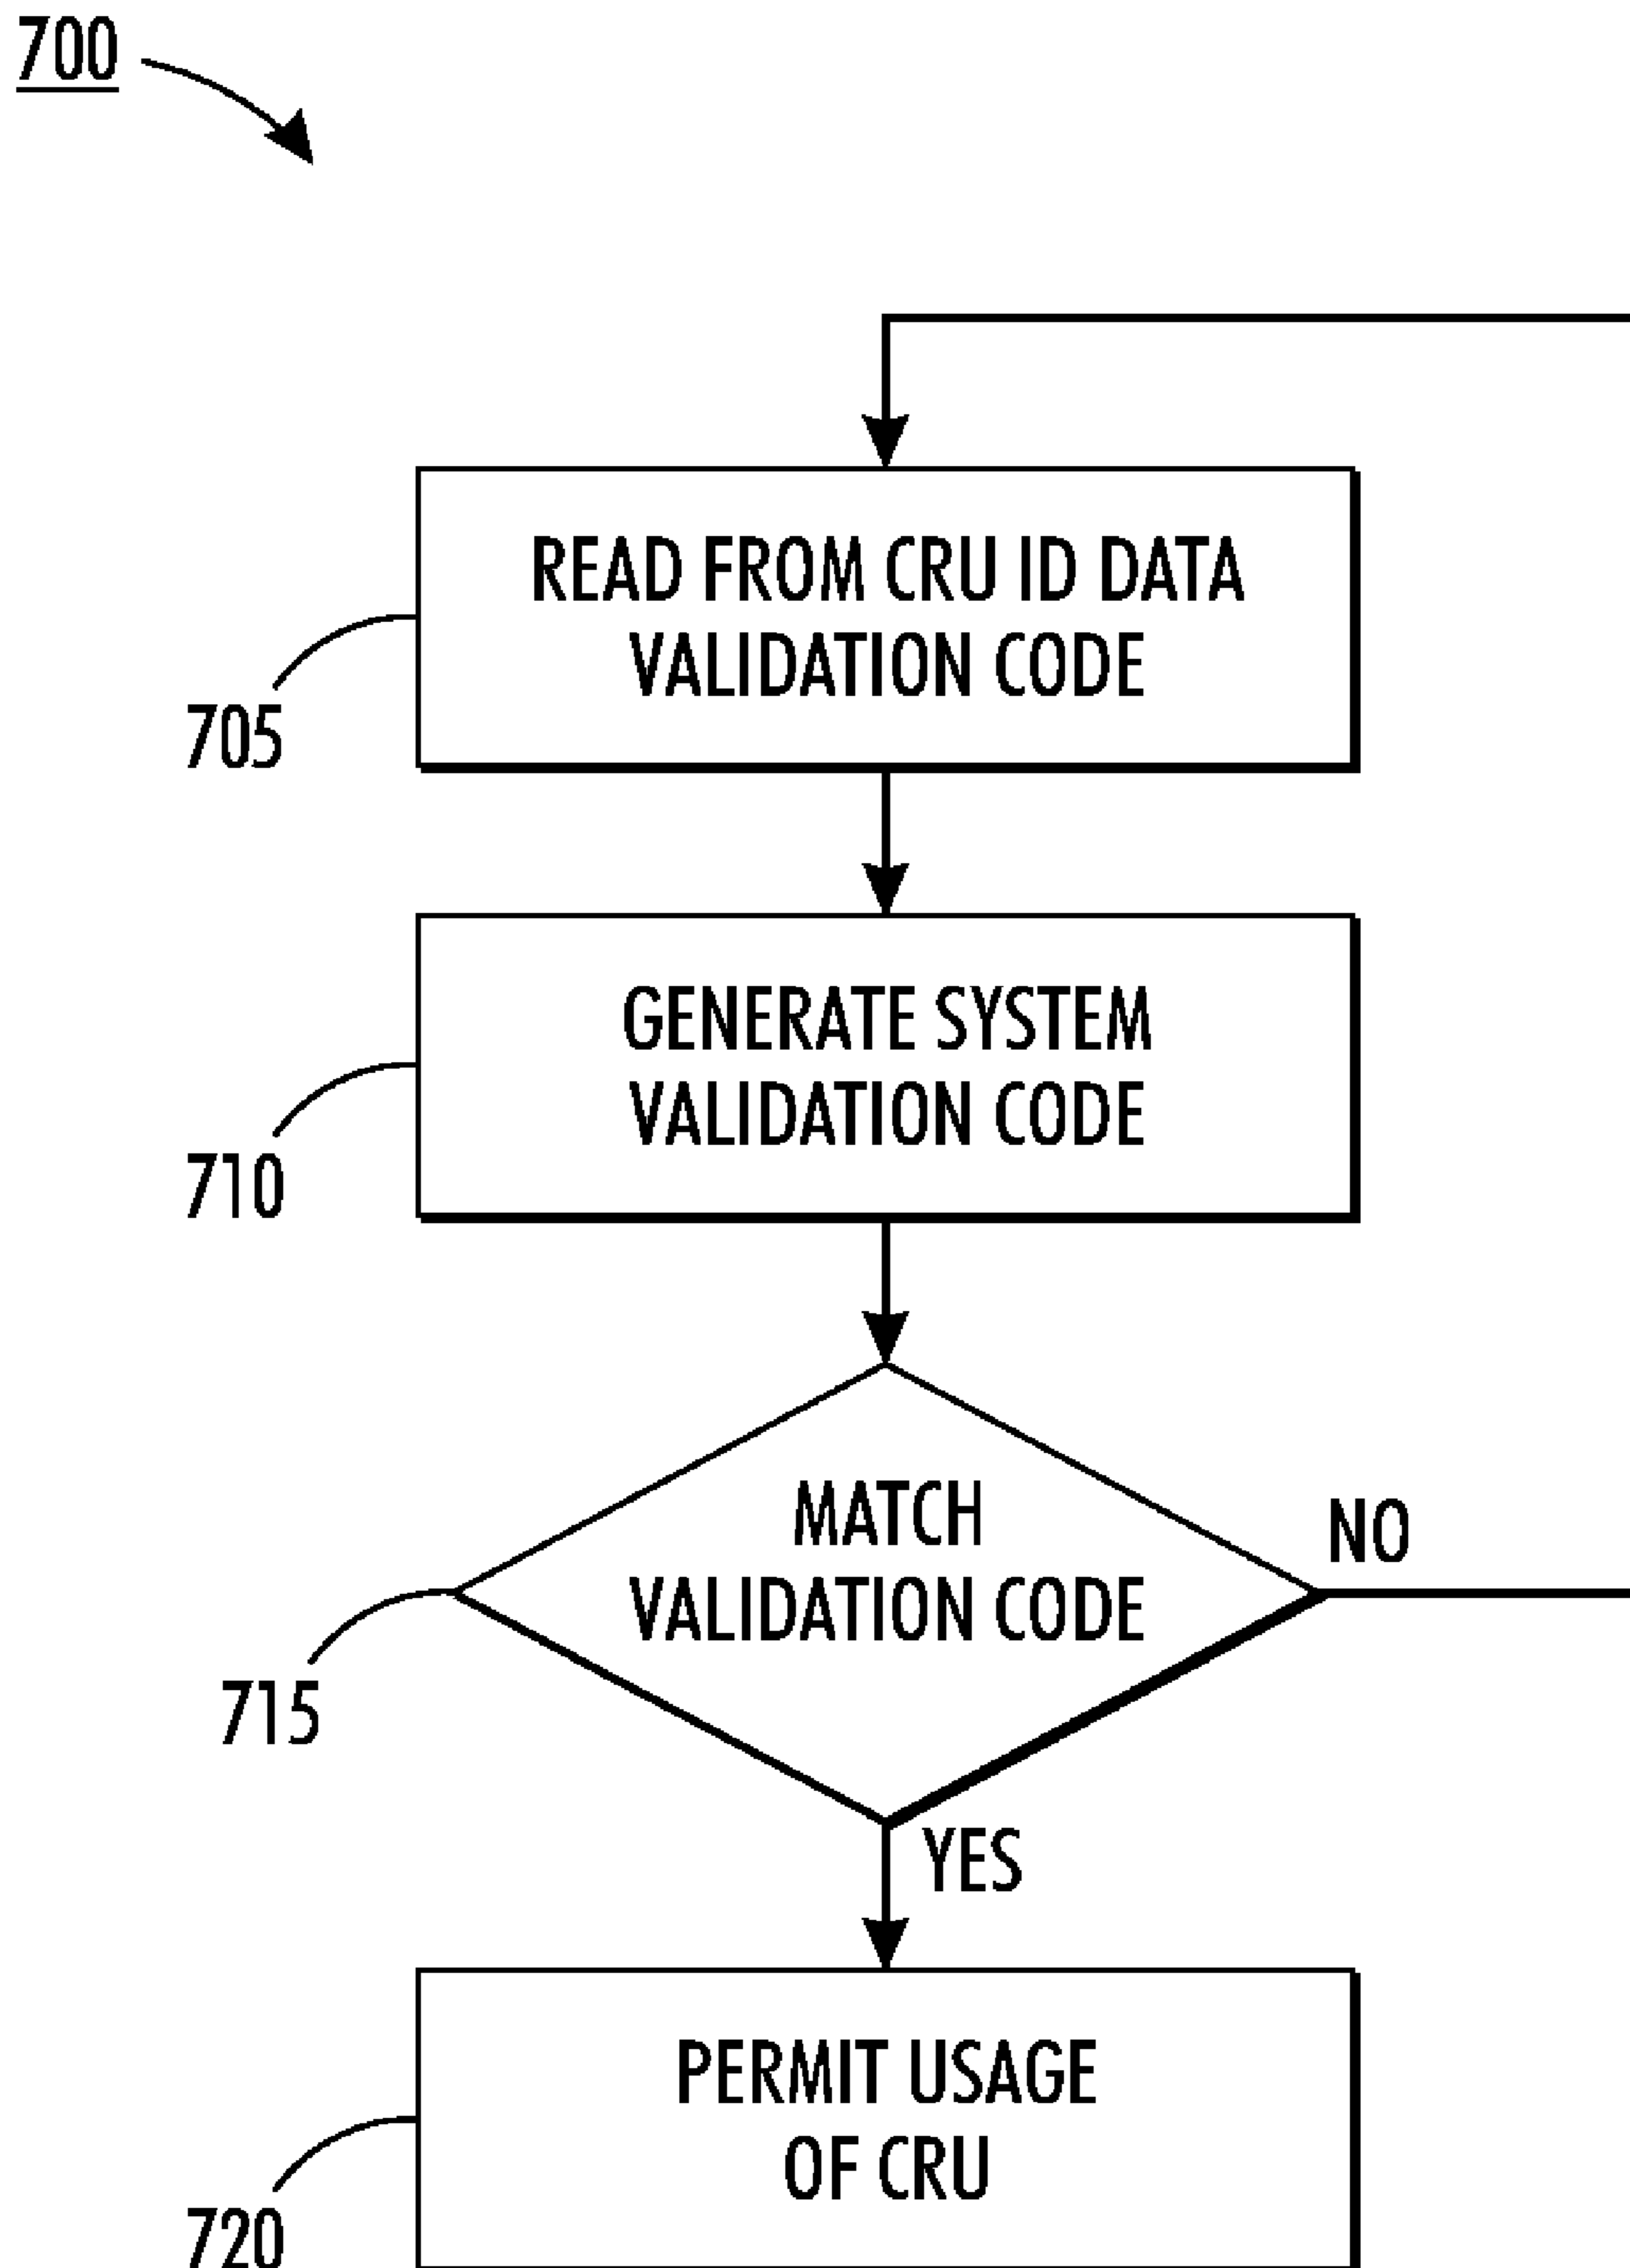 700
READ FROM CRU ID DATA
VALIDATION CODE
705
GENERATE SYSTEM
VALIDATION CODE
710
MATCH
VALIDATION CODE
NO
715
YES
PERMIT USAGE
OF CRU
720